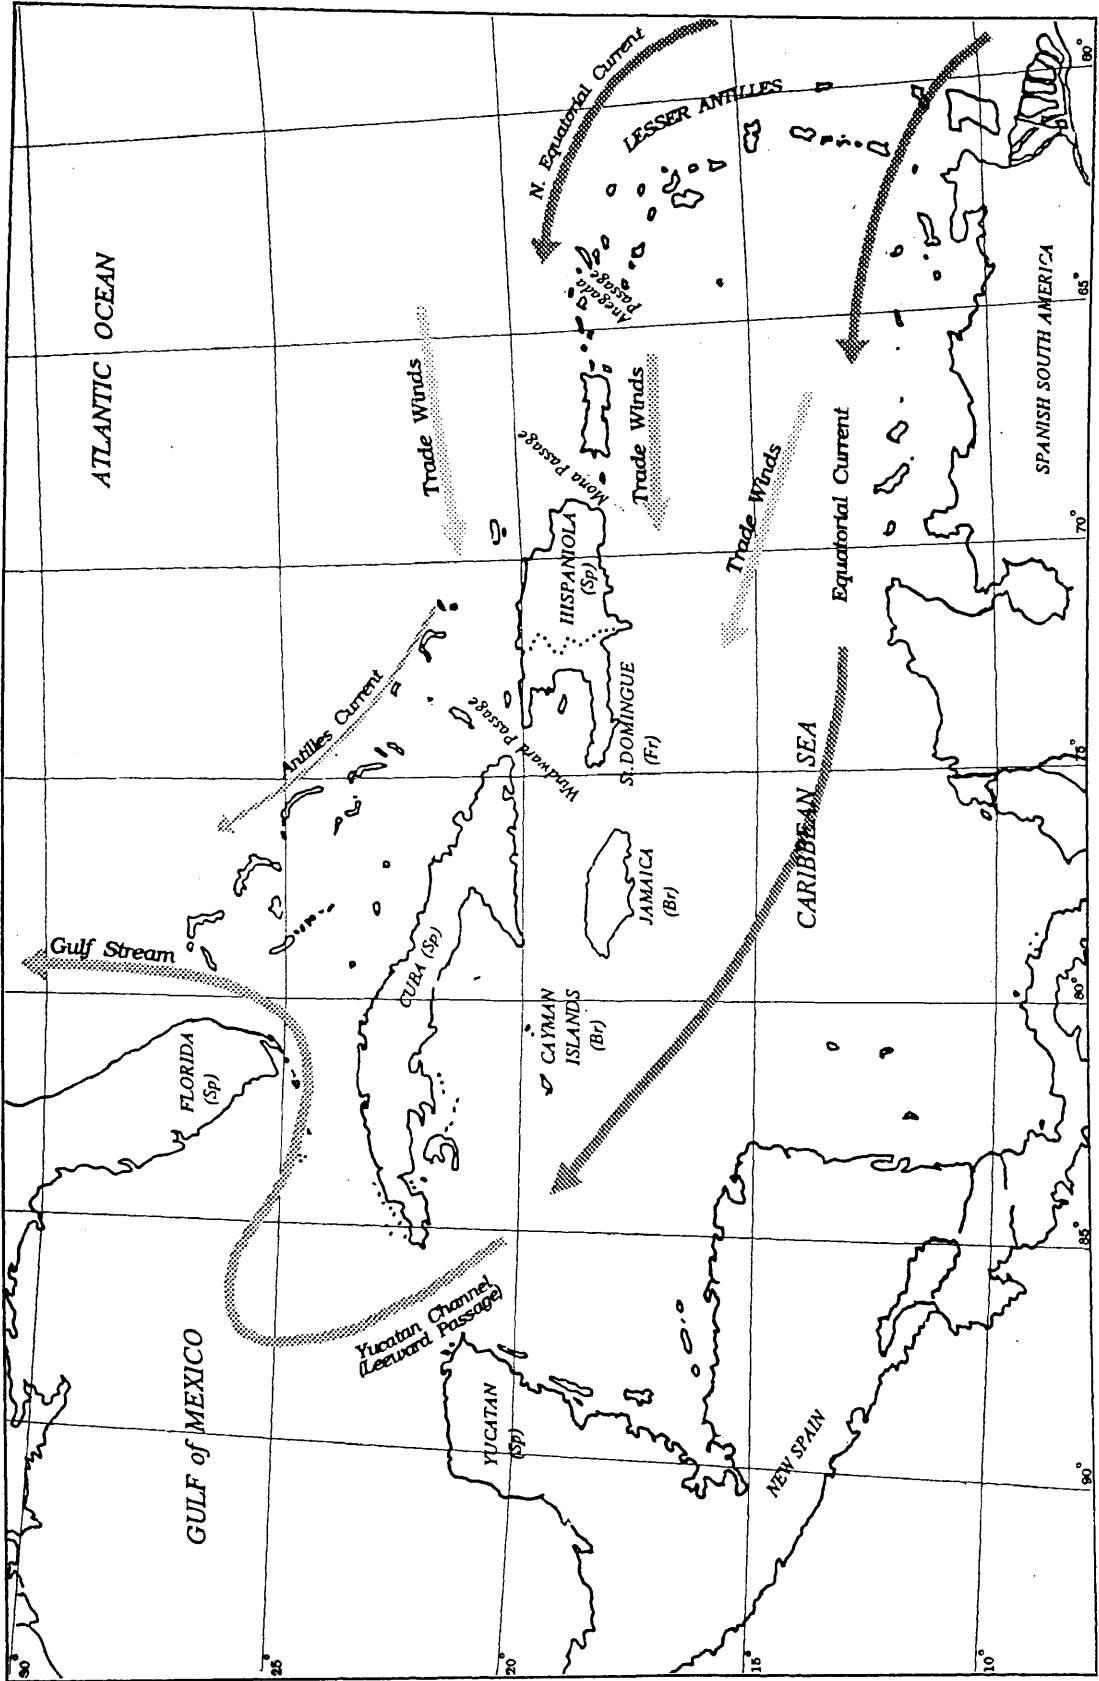 ATLANTIC OCEAN
N. Equatorial Current
LESSER ANTILLES
Anegada
Passage
Trade Winds
Trade Winds
Trade Winds
Mona Passage
HISPANIOLA
(Sp)
St. DOMINGUE
(Fr)
Windward Passage
Antilles Current
Equatorial Current
SPANISH SOUTH AMERICA
CARIBBEAN SEA
JAMAICA
(Br)
CUBA (Sp)
CAYMAN
ISLANDS
(Br)
Gulf Stream
FLORIDA
(Sp)
GULF of MEXICO
Yucatan Channel
(Leeward Passage)
YUCATAN
(Sp)
NEW SPAIN
30°
25°
20°
15°
10°
90°
85°
80°
75°
70°
65°
60°